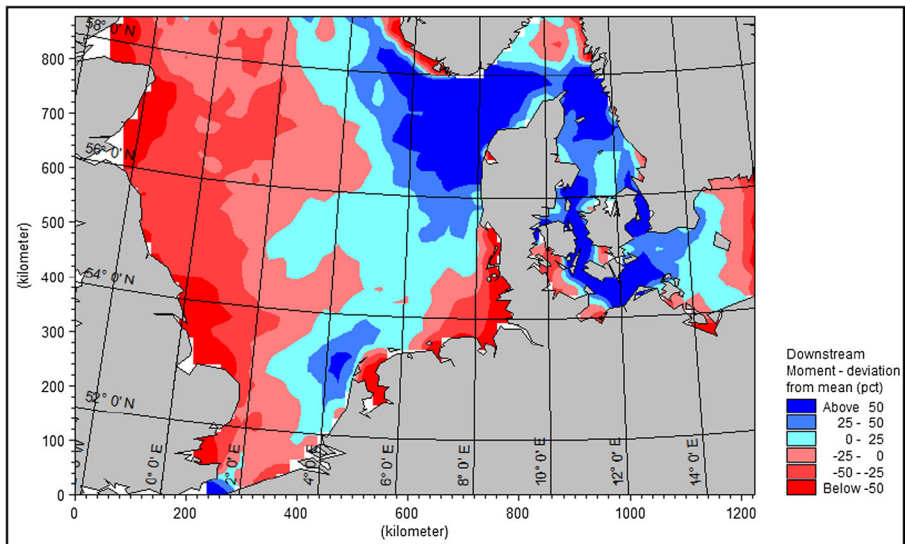 58° 0' N
800
700
56° 0' N
600
500
(kilometer)
400
54° 0' N
300
200
52° 0' N
100
0
0° 0' E
2° 0' E
4° 0' E
6° 0' E
8° 0' E
10° 0' E
12° 0' E
14° 0' E
0 200 400 600 800 1000 1200
(kilometer)
Downstream
Moment - deviation
from mean (pct)
Above 50
25 - 50
0 - 25
-25 - 0
-50 - -25
Below -50